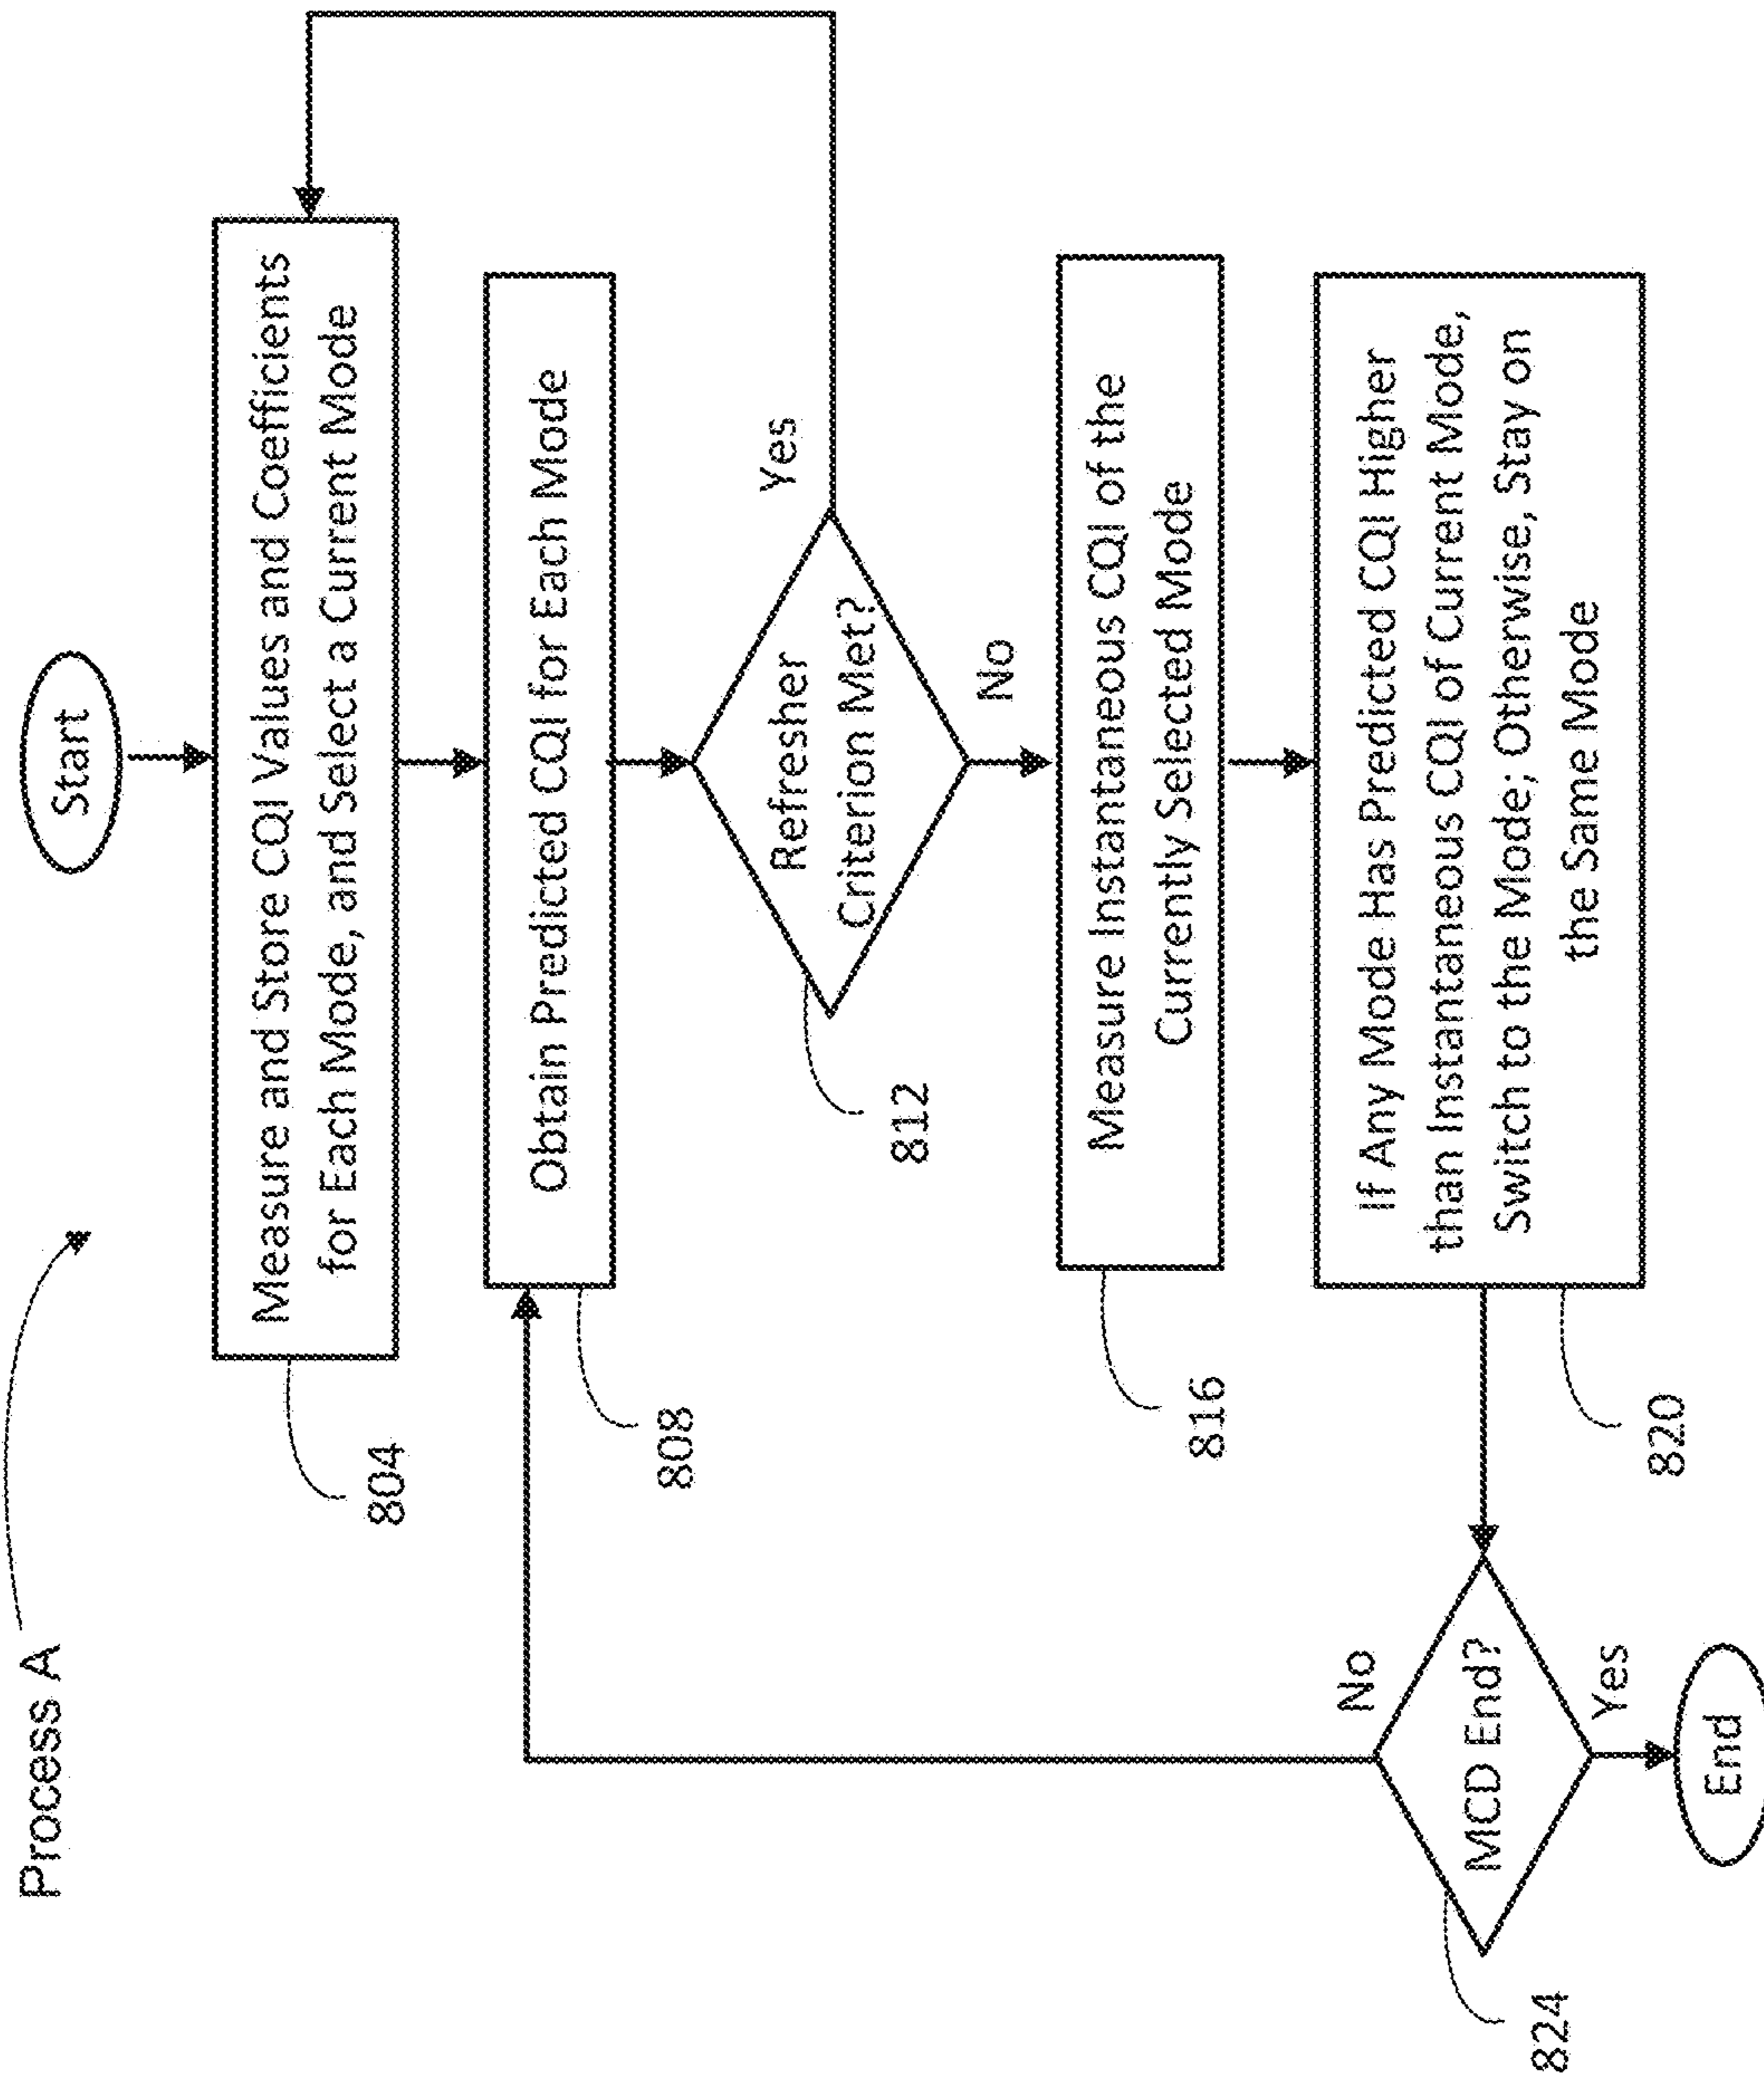 Process A
Start
Measure and Store CQI Values and Coefficients
for Each Mode, and Select a Current Mode
804
Obtain Predicted CQI for Each Mode
808
Refresher
Criterion Met?
Yes
812
No
Measure Instantaneous CQI of the
Currently Selected Mode
816
If Any Mode Has Predicted CQI Higher
than Instantaneous CQI of Current Mode,
Switch to the Mode; Otherwise, Stay on
the Same Mode
820
No
MCD End?
Yes
824
End